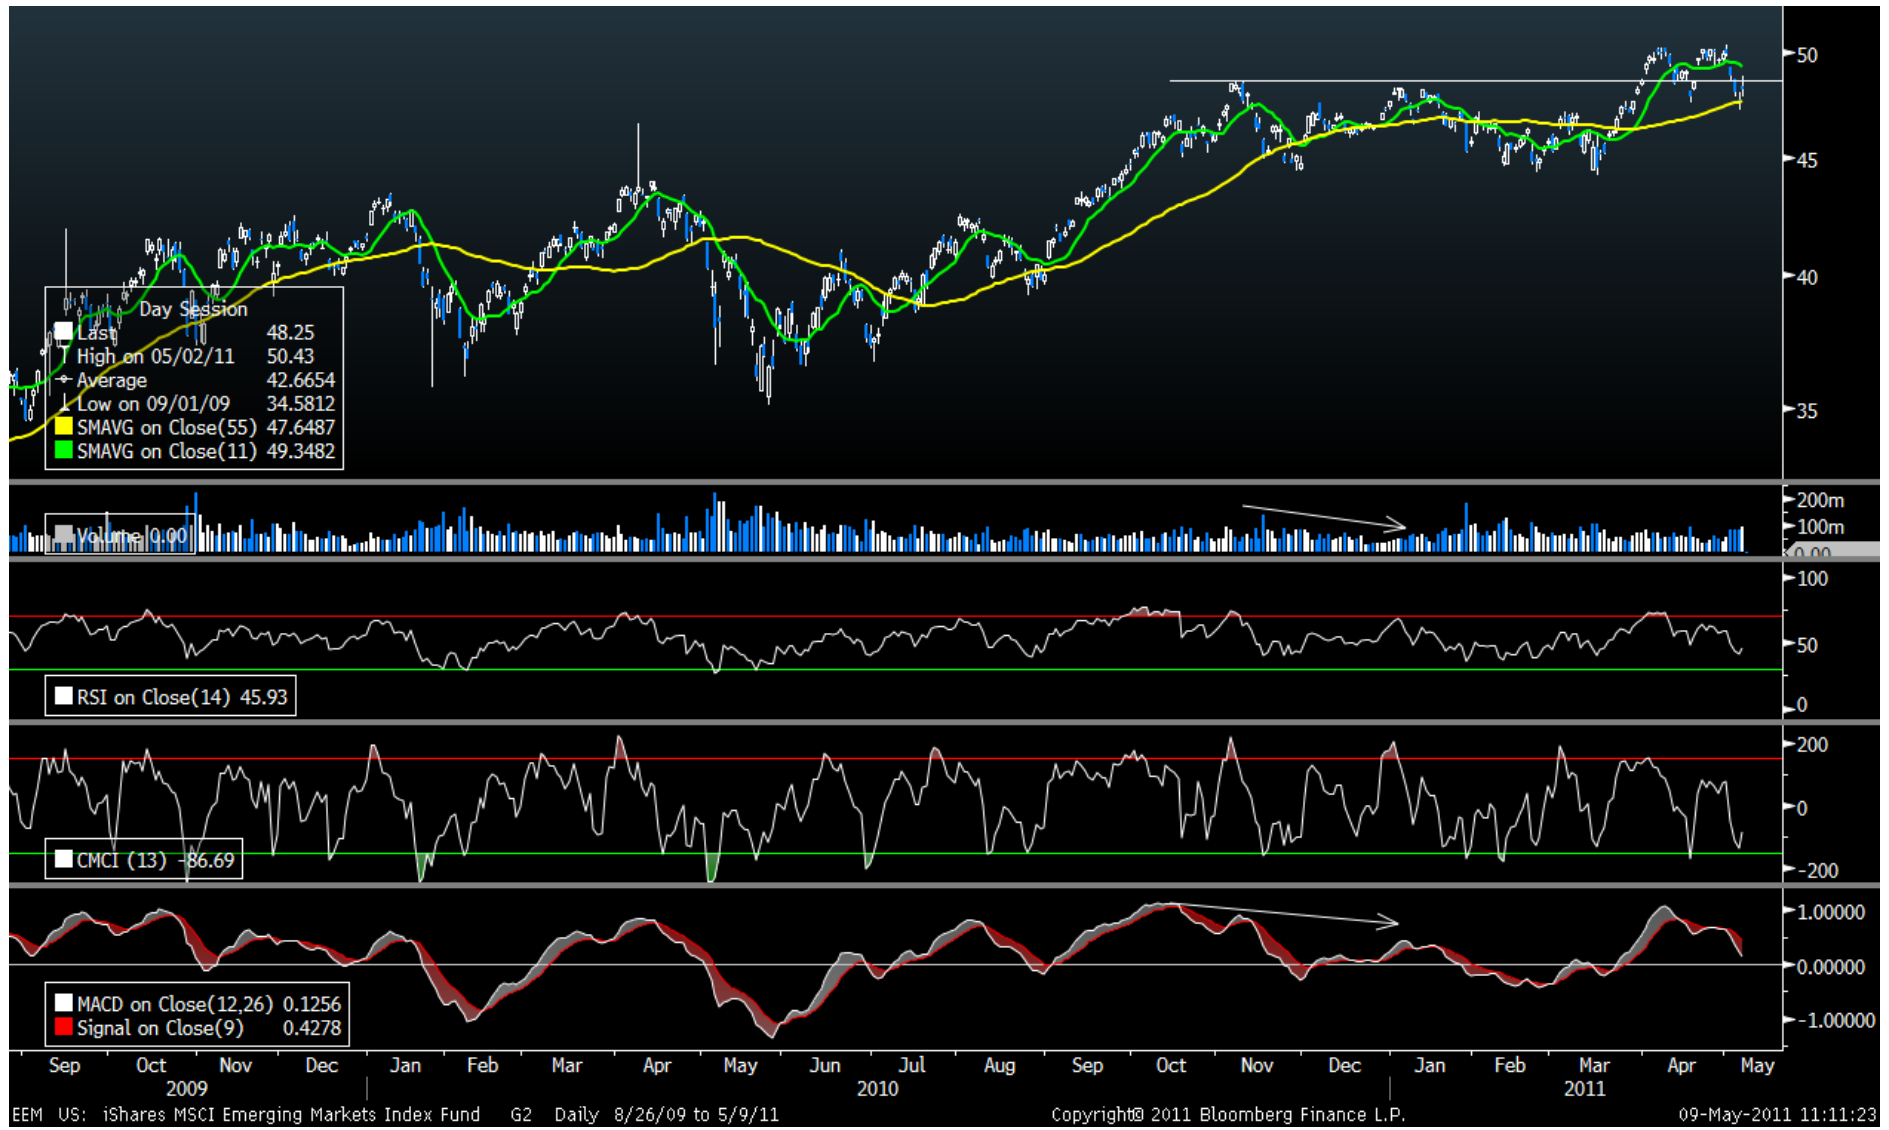 50
45
40
35
Day Session
Last 48.25
High on 05/02/11 50.43
Average 42.6654
Low on 09/01/09 34.5812
SMAVG on Close(55) 47.6487
SMAVG on Close(11) 49.3482
200m
100m
0.00
Volume 0.00
100
50
0
RSI on Close(14) 45.93
200
0
-200
CMCI (13) -86.69
1.00000
0.00000
-1.00000
MACD on Close(12,26) 0.1256
Signal on Close(9) 0.4278
Sep Oct Nov Dec Jan Feb Mar Apr May Jun Jul Aug Sep Oct Nov Dec Jan Feb Mar Apr May
2009 2010 2011
EEM US: iShares MSCI Emerging Markets Index Fund G2 Daily 8/26/09 to 5/9/11 Copyright© 2011 Bloomberg Finance L.P. 09-May-2011 11:11:23